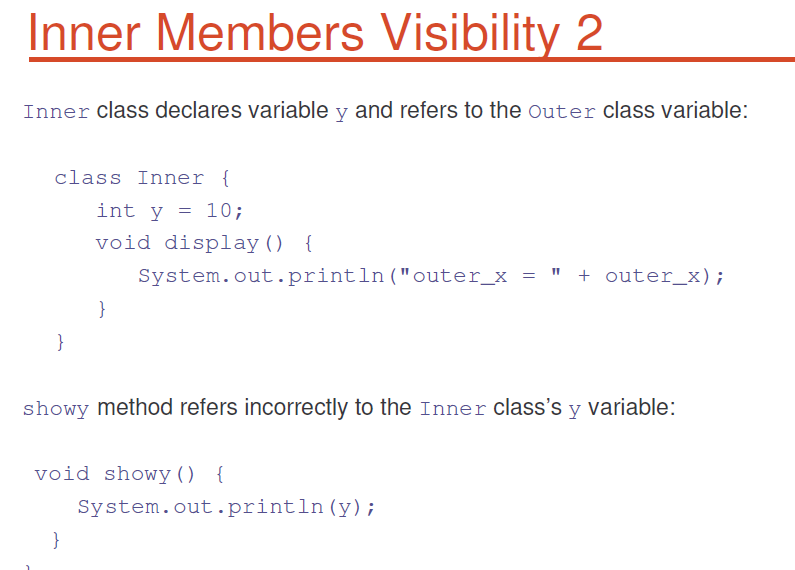 Inner Members Visibility 2
Inner class declares variable y and refers to the Outer class variable:
class Inner {
int y = 10;
void display() {
System.out.println("outer_x = " + outer_x);
}
}
showy method refers incorrectly to the Inner class’s y variable:
void showy() {
System.out.println(y);
}
}